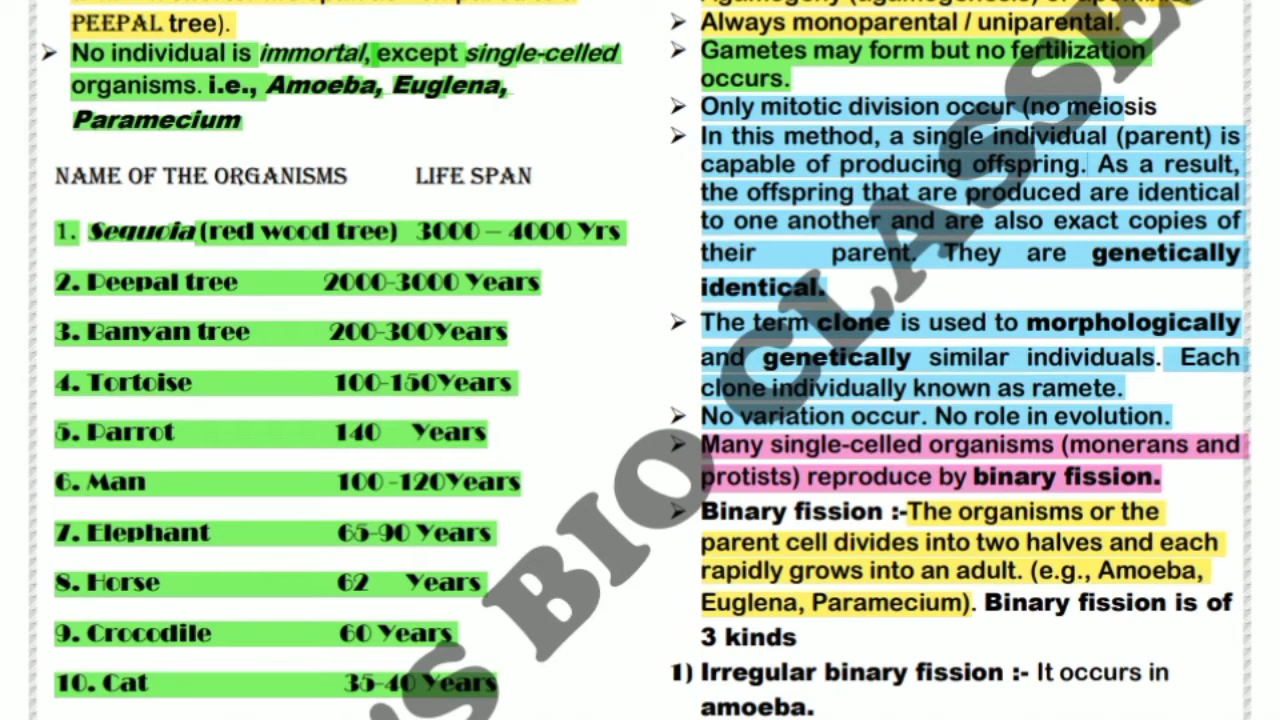 PEEPAL tree).
➢ No individual is immortal, except single-celled
organisms. i.e., Amoeba, Euglena,
Paramecium
NAME OF THE ORGANISMS LIFE SPAN
1. Sequoia (red wood tree) 3000 – 4000 Yrs
2. Peepal tree 2000-3000 Years
3. Banyan tree 200-300Years
4. Tortoise 100-150Years
5. Parrot 140 Years
6. Man 100 -120Years
7. Elephant 65-90 Years
8. Horse 62 Years
9. Crocodile 60 Years
10. Cat 35-40 Years
➢ Always monoparental / uniparental.
➢ Gametes may form but no fertilization
occurs.
➢ Only mitotic division occur (no meiosis
➢ In this method, a single individual (parent) is
capable of producing offspring. As a result,
the offspring that are produced are identical
to one another and are also exact copies of
their parent. They are genetically
identical.
➢ The term clone is used to morphologically
and genetically similar individuals. Each
clone individually known as ramete.
➢ No variation occur. No role in evolution.
➢ Many single-celled organisms (monerans and
protists) reproduce by binary fission.
➢ Binary fission :-The organisms or the
parent cell divides into two halves and each
rapidly grows into an adult. (e.g., Amoeba,
Euglena, Paramecium). Binary fission is of
3 kinds
1) Irregular binary fission :- It occurs in
amoeba.
'S BIO CLASSES